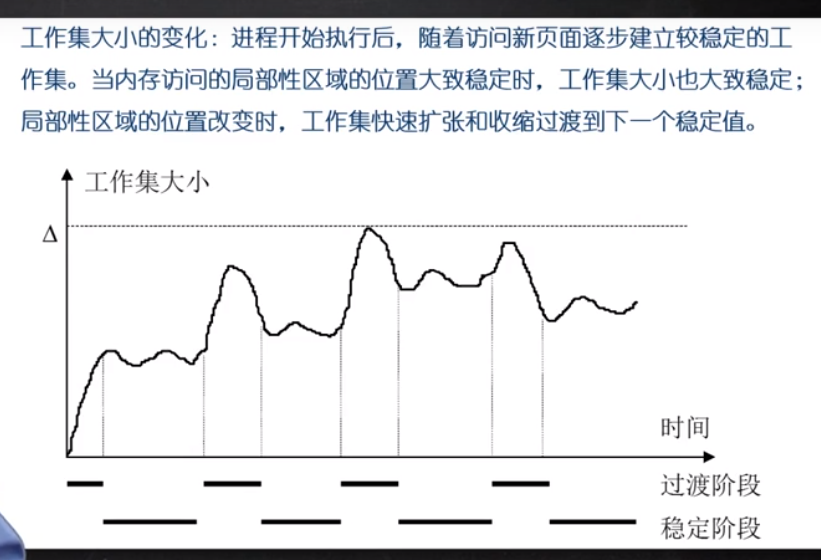 工作集大小的变化：进程开始执行后，随着访问新页面逐步建立较稳定的工
作集。当内存访问的局部性区域的位置大致稳定时，工作集大小也大致稳定；
局部性区域的位置改变时，工作集快速扩张和收缩过渡到下一个稳定值。
工作集大小
Δ
时间
过渡阶段
稳定阶段